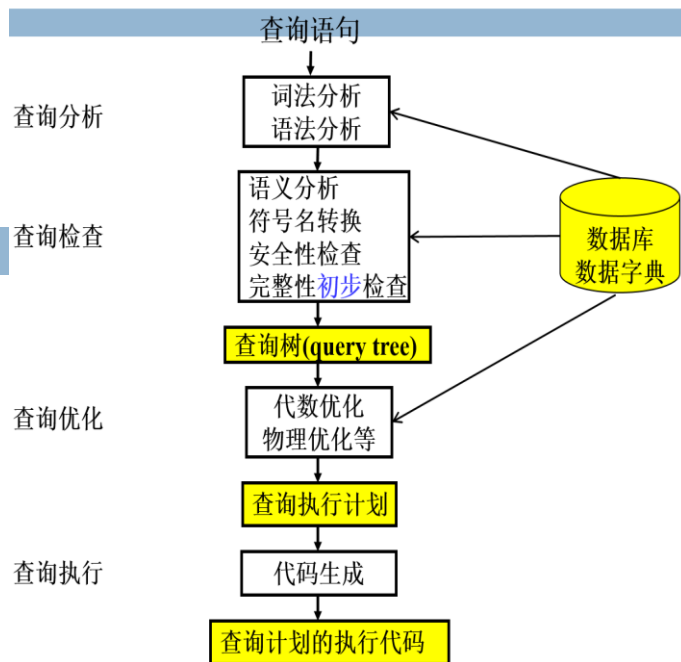 查询语句
查询分析
词法分析
语法分析
查询检查
语义分析
符号名转换
安全性检查
完整性初步检查
数据库
数据字典
查询树(query tree)
查询优化
代数优化
物理优化等
查询执行计划
查询执行
代码生成
查询计划的执行代码